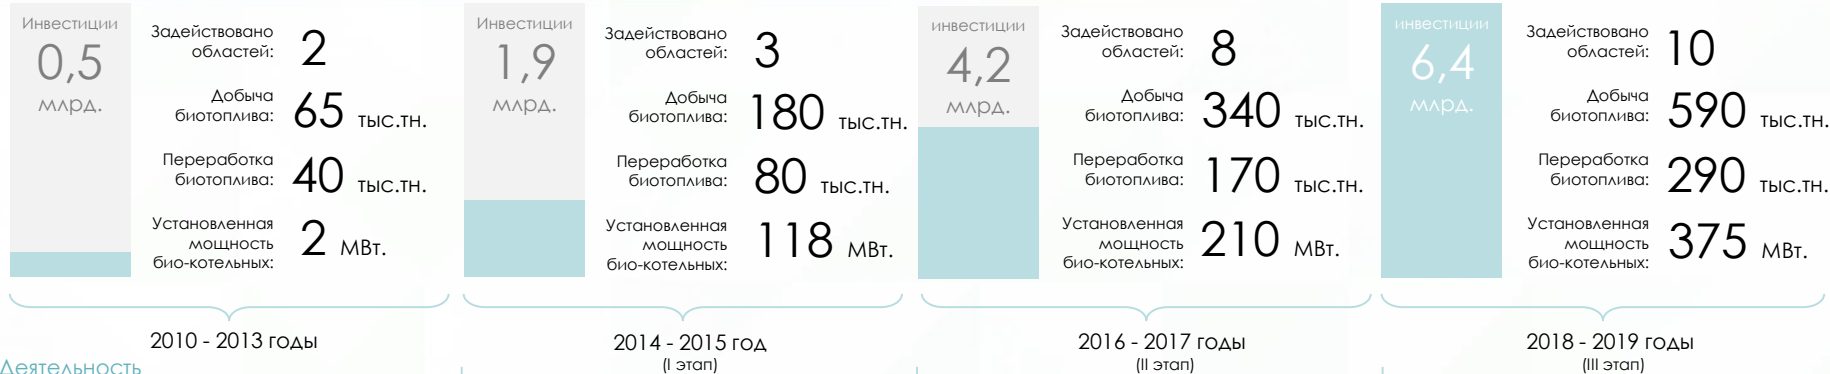 Инвестиции
0,5
млрд.
Задействовано
областей:
2
Добыча
биотоплива:
65 тыс.тн.
Переработка
биотоплива:
40 тыс.тн.
Установленная
мощность
био-котельных:
2 МВт.
2010 - 2013 годы
Инвестиции
1,9
млрд.
Задействовано
областей:
3
Добыча
биотоплива:
180 тыс.тн.
Переработка
биотоплива:
80 тыс.тн.
Установленная
мощность
био-котельных:
118 МВт.
2014 - 2015 год
(I этап)
инвестиции
4,2
млрд.
Задействовано
областей:
8
Добыча
биотоплива:
340 тыс.тн.
Переработка
биотоплива:
170 тыс.тн.
Установленная
мощность
био-котельных:
210 МВт.
2016 - 2017 годы
(II этап)
инвестиции
6,4
млрд.
Задействовано
областей:
10
Добыча
биотоплива:
590 тыс.тн.
Переработка
биотоплива:
290 тыс.тн.
Установленная
мощность
био-котельных:
375 МВт.
2018 - 2019 годы
(III этап)
Деятельность